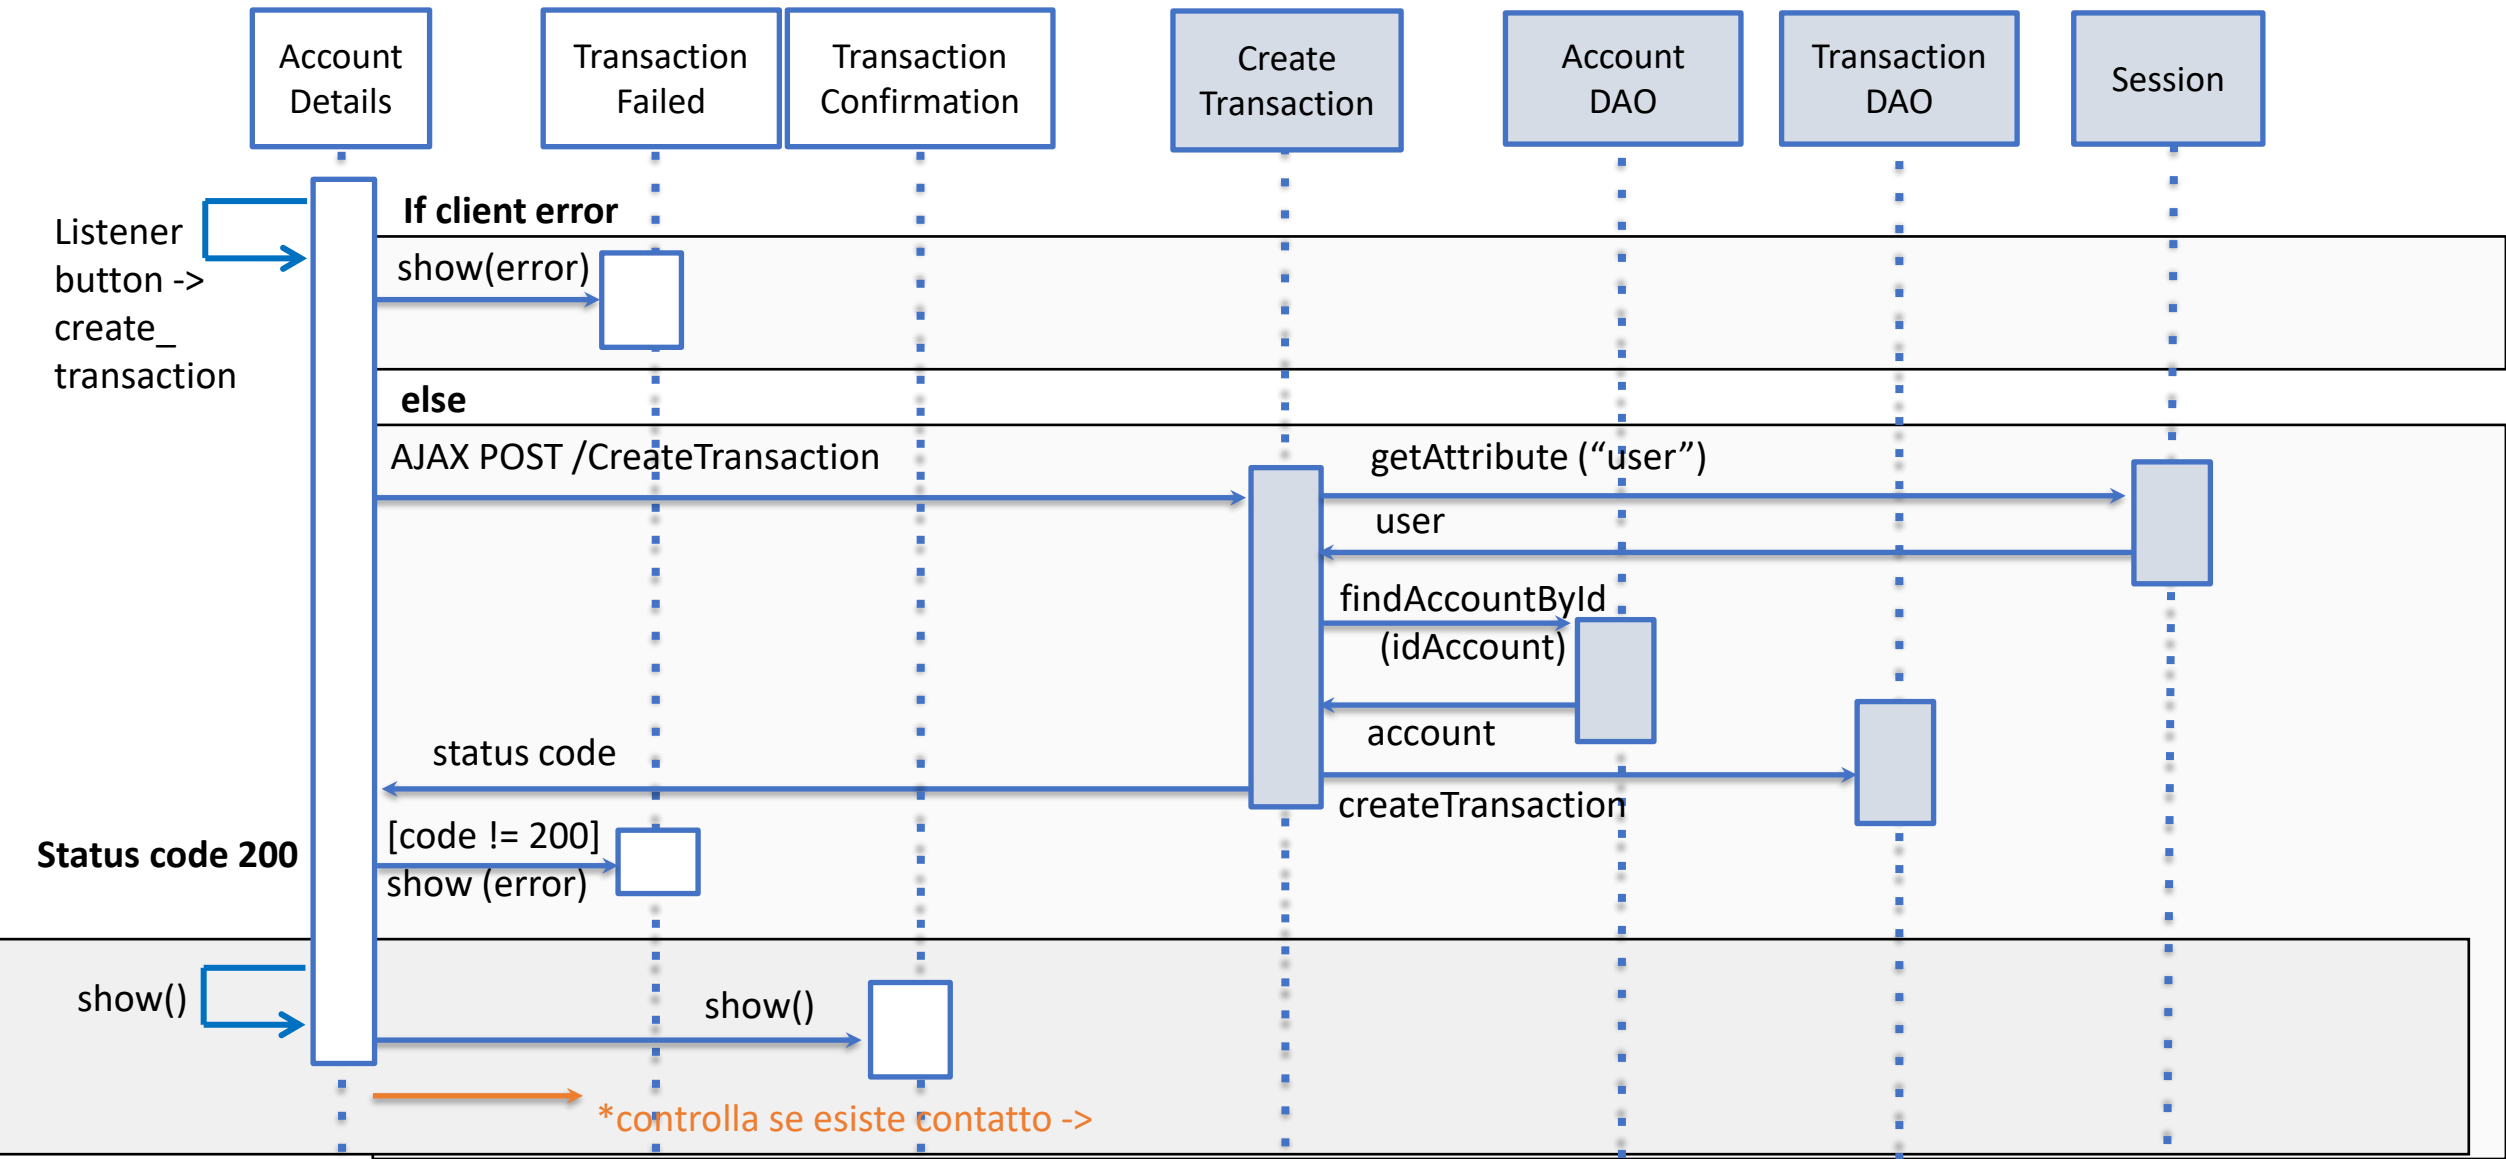 Account
Details
Transaction
Failed
Transaction
Confirmation
Create
Transaction
Account
DAO
Transaction
DAO
Session
Listener
button ->
create_
transaction
If client error
show(error)
else
AJAX POST /CreateTransaction
getAttribute (“user”)
user
findAccountById
(idAccount)
account
status code
createTransaction
Status code 200
[code != 200]
show (error)
show()
show()
*controlla se esiste contatto ->